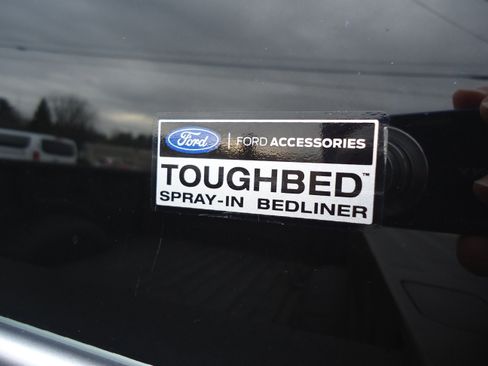 Ford | FORD ACCESSORIES
TOUGHBED™
SPRAY-IN BEDLINER